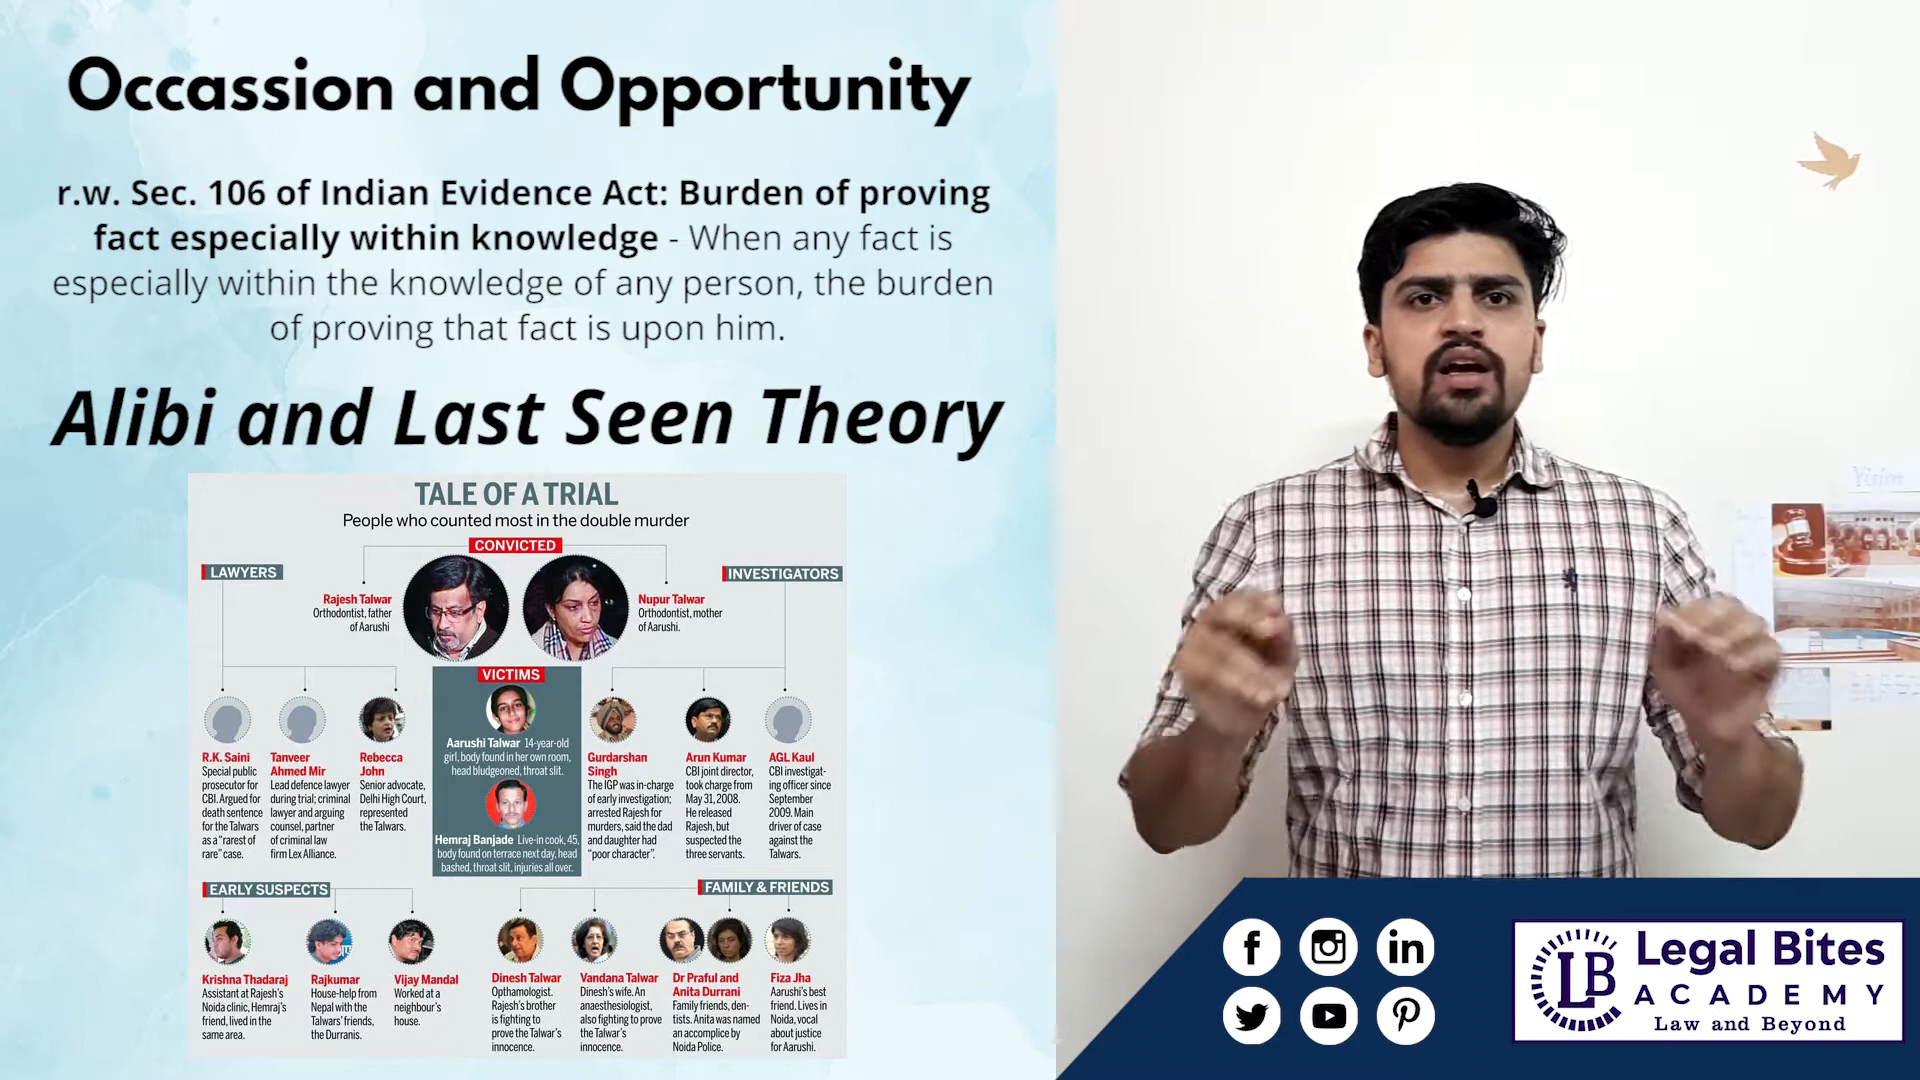 Occassion and Opportunity
r.w. Sec. 106 of Indian Evidence Act: Burden of proving
fact especially within knowledge - When any fact is
especially within the knowledge of any person, the burden
of proving that fact is upon him.
Alibi and Last Seen Theory
TALE OF A TRIAL
People who counted most in the double murder
CONVICTED
LAWYERS
INVESTIGATORS
Rajesh Talwar
Orthodontist, father
of Aarushi
Nupur Talwar
Orthodontist, mother
of Aarushi.
R.K. Saini
Special public
prosecutor for
CBI. Argued for
death sentence
for the Talwars
as a "rarest of
rare" case.
Tanveer
Ahmed Mir
Lead defence lawyer
during trial; criminal
lawyer and arguing
counsel, partner
of criminal law
firm Lex Alliance.
Rebecca
John
Senior advocate,
Delhi High Court,
represented
the Talwars.
VICTIMS
Aarushi Talwar 14-year-old
girl, body found in her own room,
head bludgeoned, throat slit.
Hemraj Banjade Live-in cook, 45,
body found on terrace next day, head
bashed, throat slit, injuries all over.
Gurdarshan
Singh
The IGP was in-charge
of early investigation;
arrested Rajesh for
murders, said the dad
and daughter had
"poor character".
Arun Kumar
CBI joint director,
took charge from
May 31, 2008.
He released
Rajesh, but
suspected the
three servants.
AGL Kaul
CBI investigat-
ing officer since
September
2009. Main
driver of case
against the
Talwars.
EARLY SUSPECTS
FAMILY & FRIENDS
Krishna Thadaraj
Assistant at Rajesh's
Noida clinic, Hemraj's
friend, lived in the
same area.
Rajkumar
House-help from
Nepal with the
Talwars' friends,
the Durranis.
Vijay Mandal
Worked at a
neighbour's
house.
Dinesh Talwar
Opthamologist.
Rajesh's brother
is fighting to
prove the Talwar's
innocence.
Vandana Talwar
Dinesh's wife. An
anaesthesiologist,
also fighting to prove
the Talwar's
innocence.
Dr Praful and
Anita Durrani
Family friends, den-
tists. Anita was named
an accomplice by
Noida Police.
Fiza Jha
Aarushi's best
friend. Lives in
Noida, vocal
about justice
for Aarushi.
LB
Legal Bites
ACADEMY
Law and Beyond